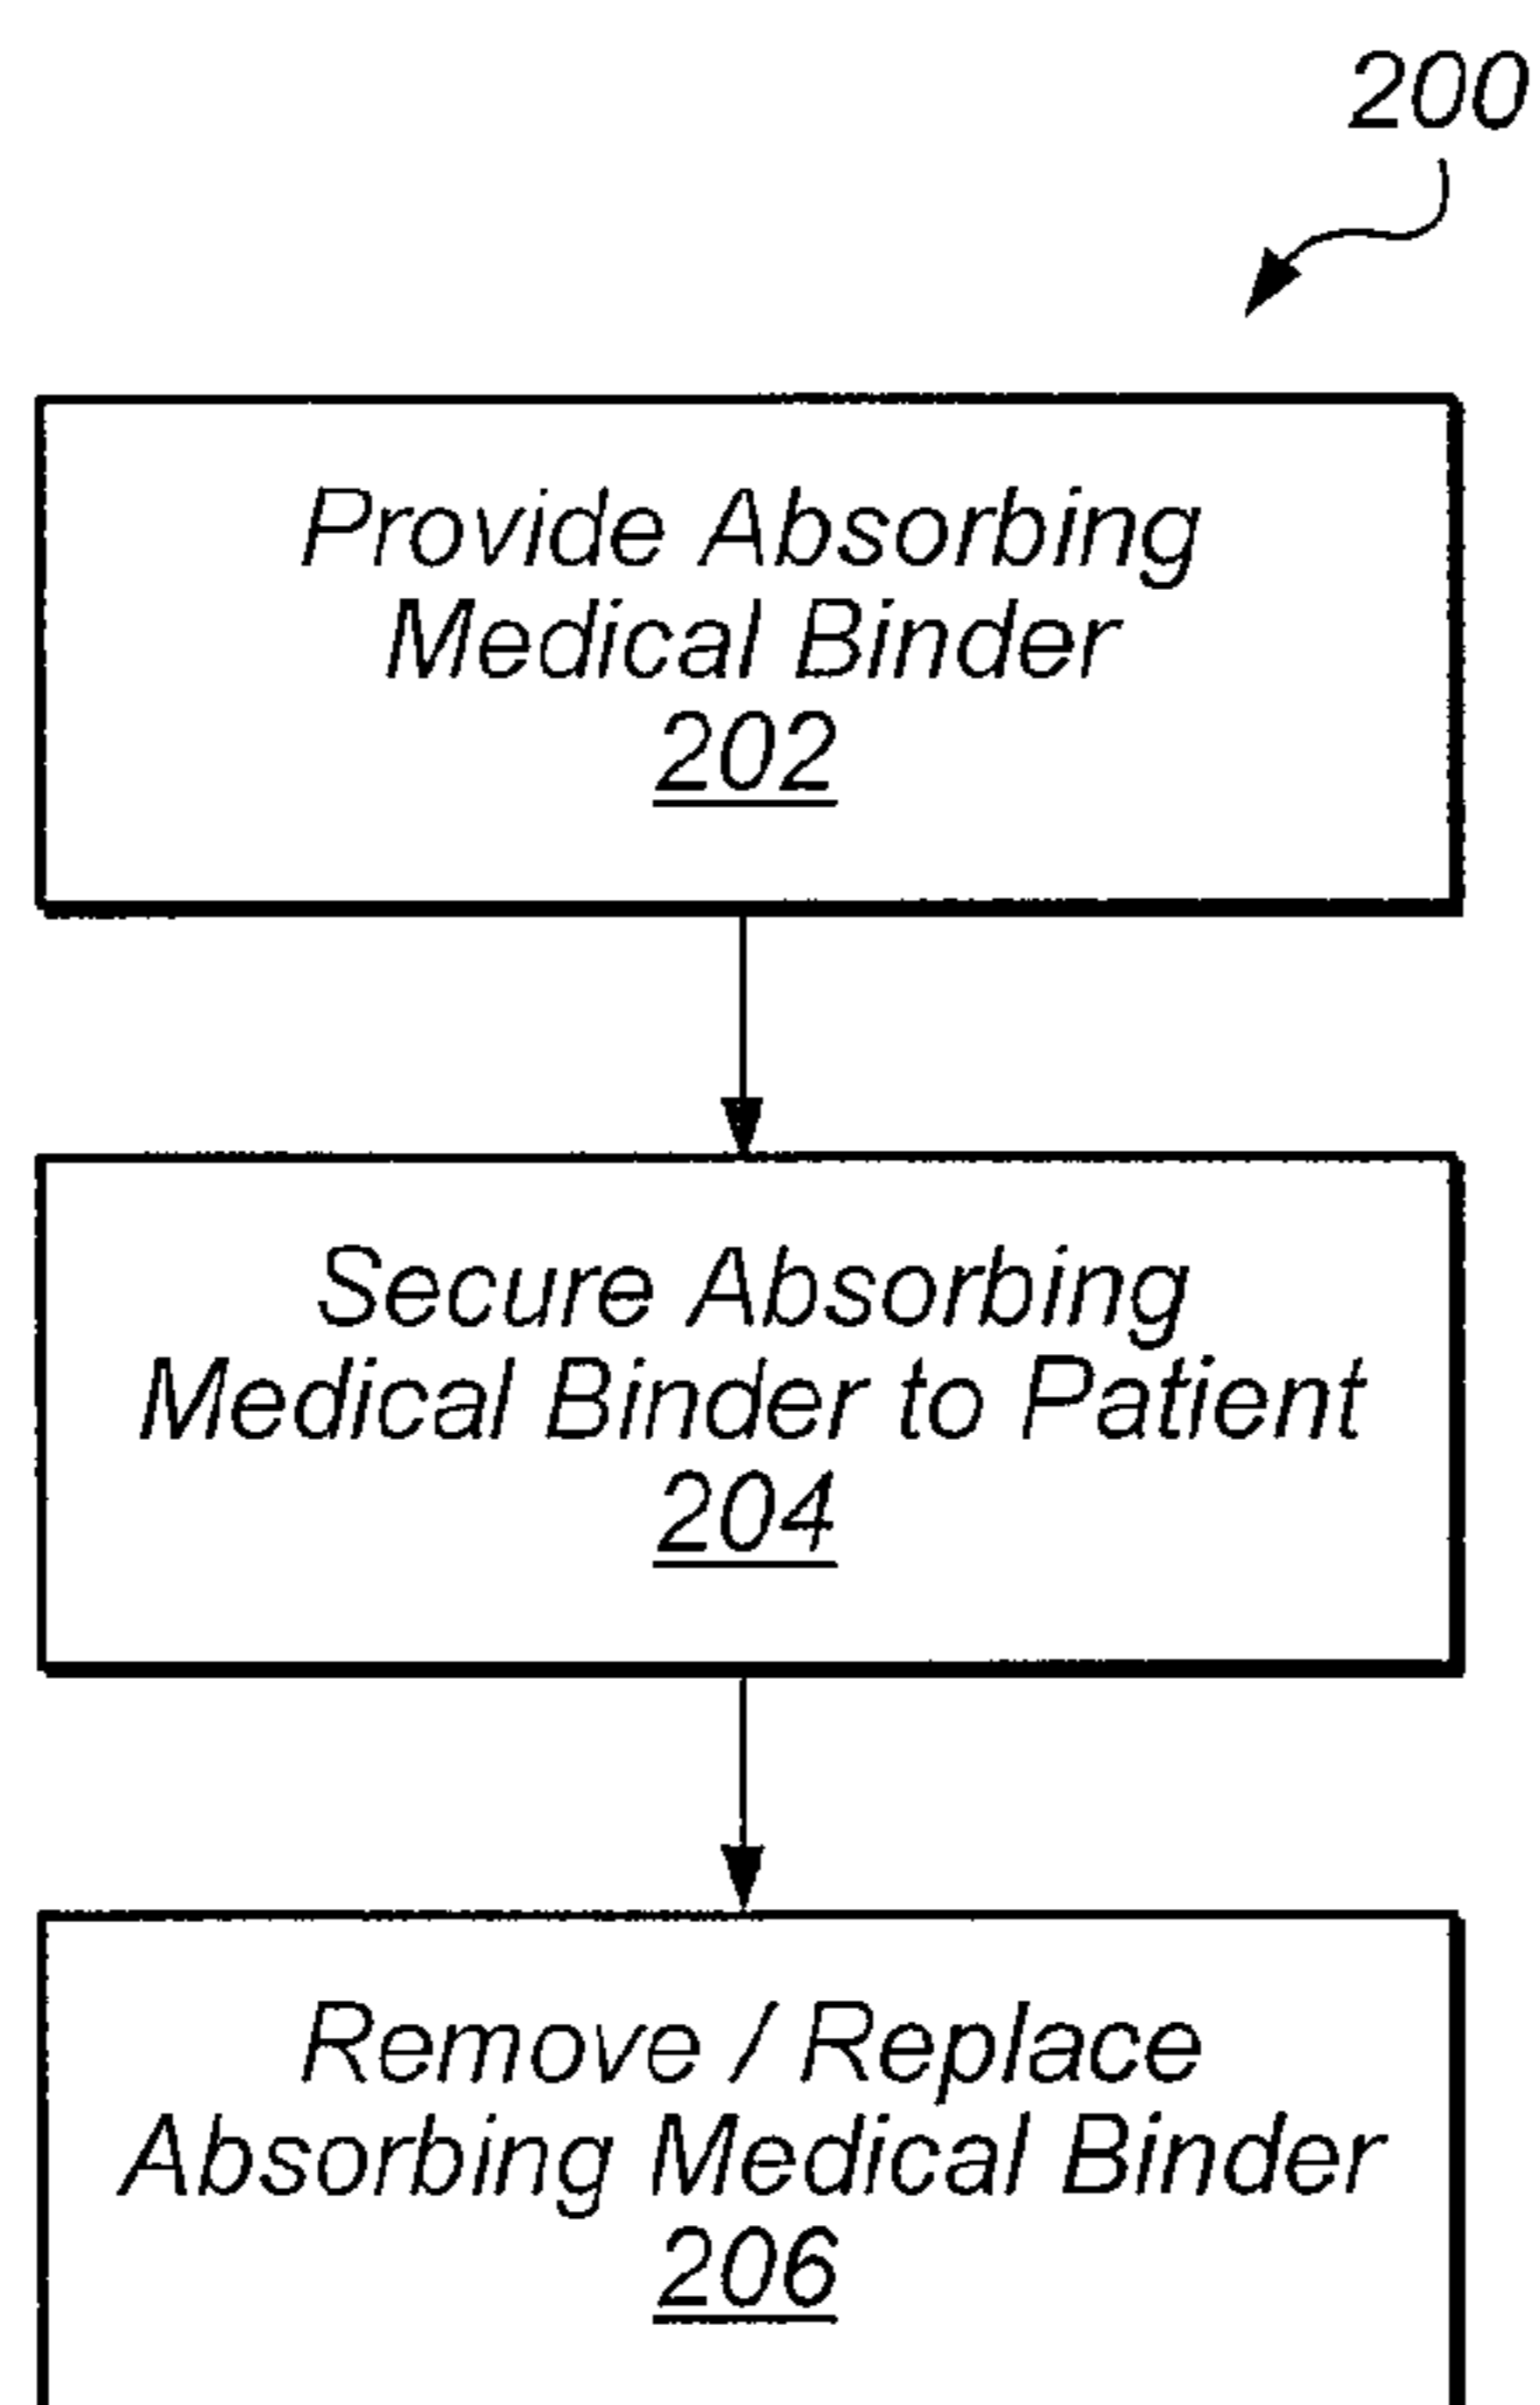 200
Provide Absorbing
Medical Binder
202
Secure Absorbing
Medical Binder to Patient
204
Remove / Replace
Absorbing Medical Binder
206